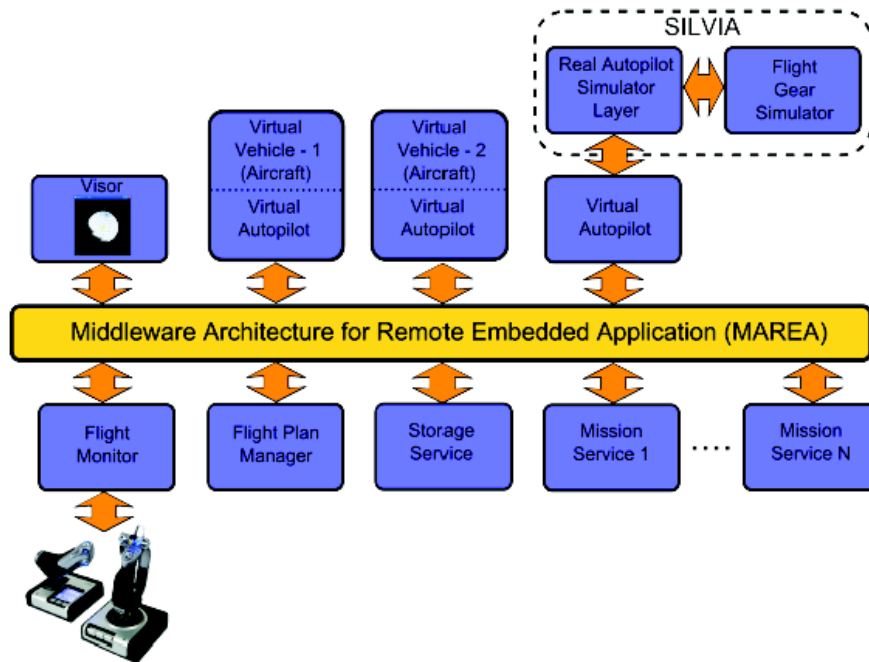 SILVIA
Real Autopilot
Simulator
Layer
Flight
Gear
Simulator
Visor
Virtual
Vehicle - 1
(Aircraft)
Virtual
Autopilot
Virtual
Vehicle - 2
(Aircraft)
Virtual
Autopilot
Virtual
Autopilot
Middleware Architecture for Remote Embedded Application (MAREA)
Flight
Monitor
Flight Plan
Manager
Storage
Service
Mission
Service 1
....
Mission
Service N